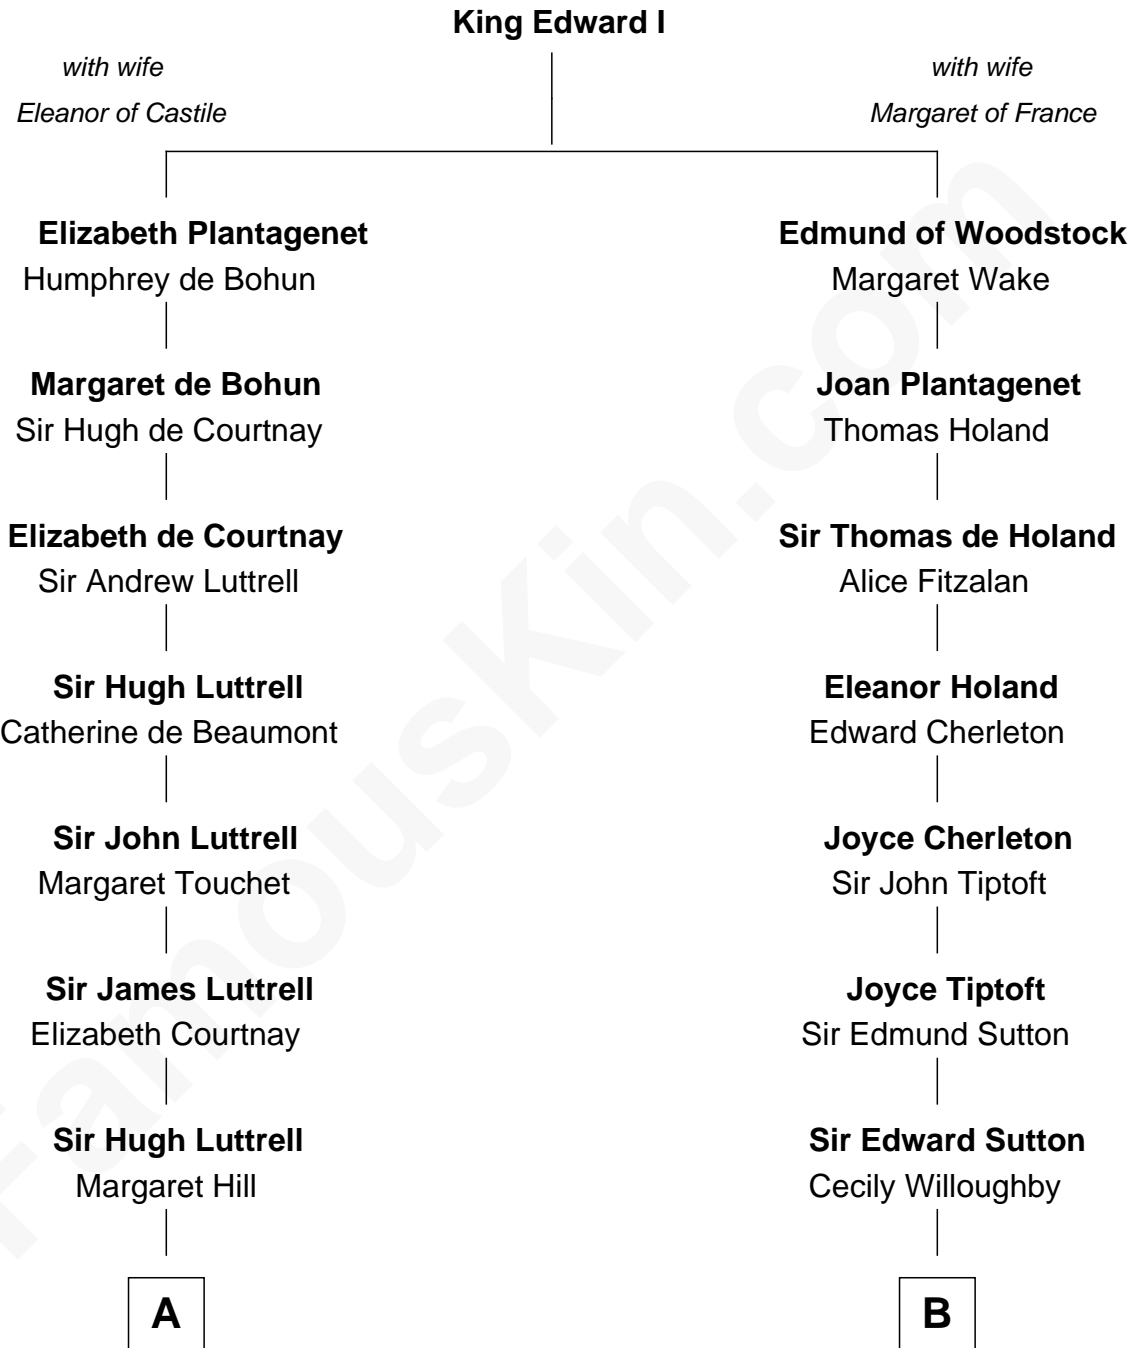 King Edward I
with wife
Eleanor of Castile
with wife
Margaret of France
Elizabeth Plantagenet
Humphrey de Bohun
Edmund of Woodstock
Margaret Wake
Margaret de Bohun
Sir Hugh de Courtnay
Joan Plantagenet
Thomas Holand
Elizabeth de Courtnay
Sir Andrew Luttrell
Sir Thomas de Holand
Alice Fitzalan
Sir Hugh Luttrell
Catherine de Beaumont
Eleanor Holand
Edward Cherleton
Sir John Luttrell
Margaret Touchet
Joyce Cherleton
Sir John Tiptoft
Sir James Luttrell
Elizabeth Courtnay
Joyce Tiptoft
Sir Edmund Sutton
Sir Hugh Luttrell
Margaret Hill
Sir Edward Sutton
Cecily Willoughby
A
B
FamousKin.com